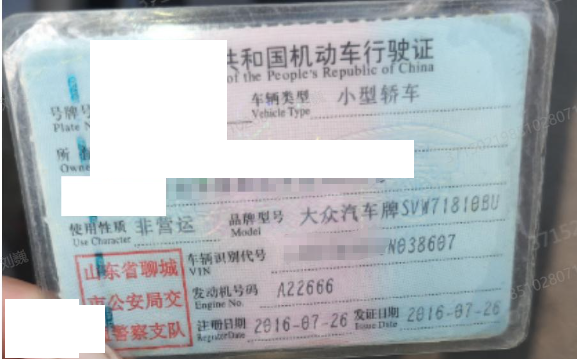 共和国机动车行驶证
of the People's Republic of China
号牌号 车辆类型 小型轿车
Plate N Vehicle Type
所
Owne
使用性质 非营运 品牌型号 大众汽车牌SVW71810BU
Use Character Model
车辆识别代号 N038607
VIN
发动机号码 A22666
Engine No.
注册日期 2016-07-26 发证日期 2016-07-26
Register Date Issue Date
山东省聊城
市公安局交
警察支队